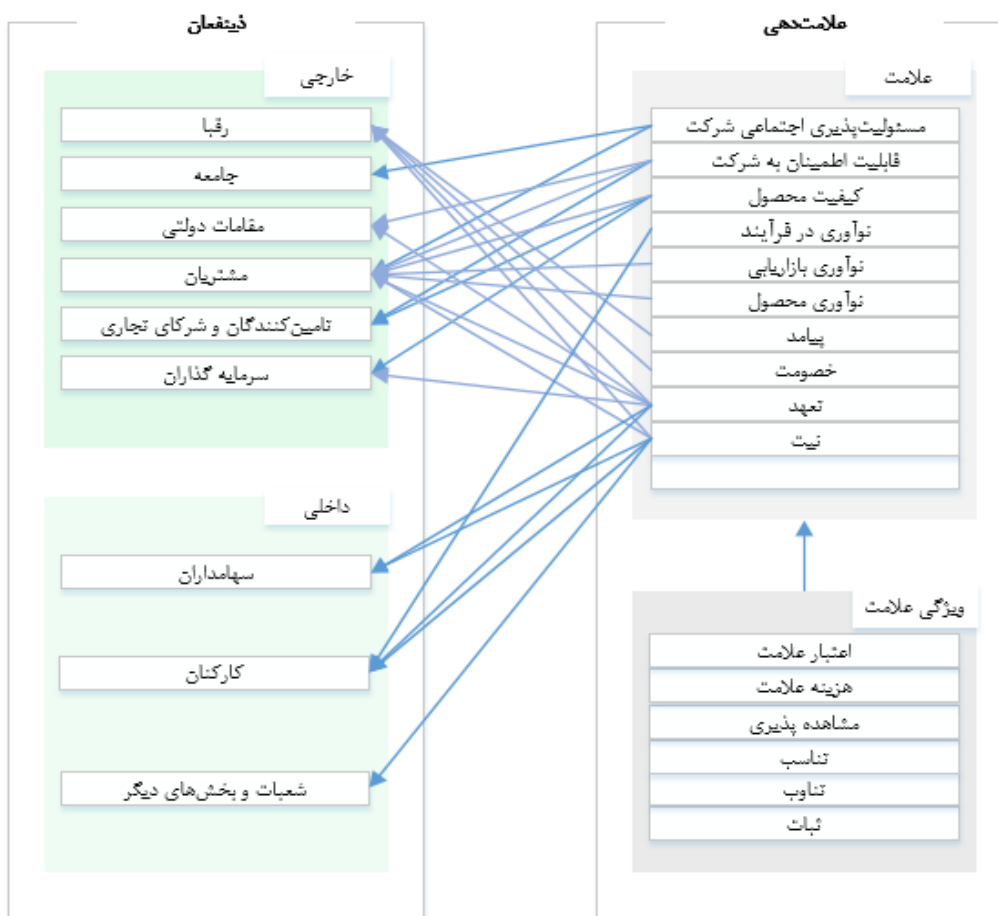 علامت‌دهی
علامت
مسئولیت‌پذیری اجتماعی شرکت
قابلیت اطمینان به شرکت
کیفیت محصول
نوآوری در قرآیند
نوآوری بازاریابی
نوآوری محصول
پیامد
خصومت
تعهد
نیت
ویژگی علامت
اعتبار علامت
هزینه علامت
مشاهده پذیری
تناسب
تناوب
ثبات
ذینفعان
خارجی
رقبا
جامعه
مقامات دولتی
مشتریان
تامین‌کنندگان و شرکای تجاری
سرمایه گذاران
داخلی
سهامداران
کارکنان
شعبات و بخش‌های دیگر